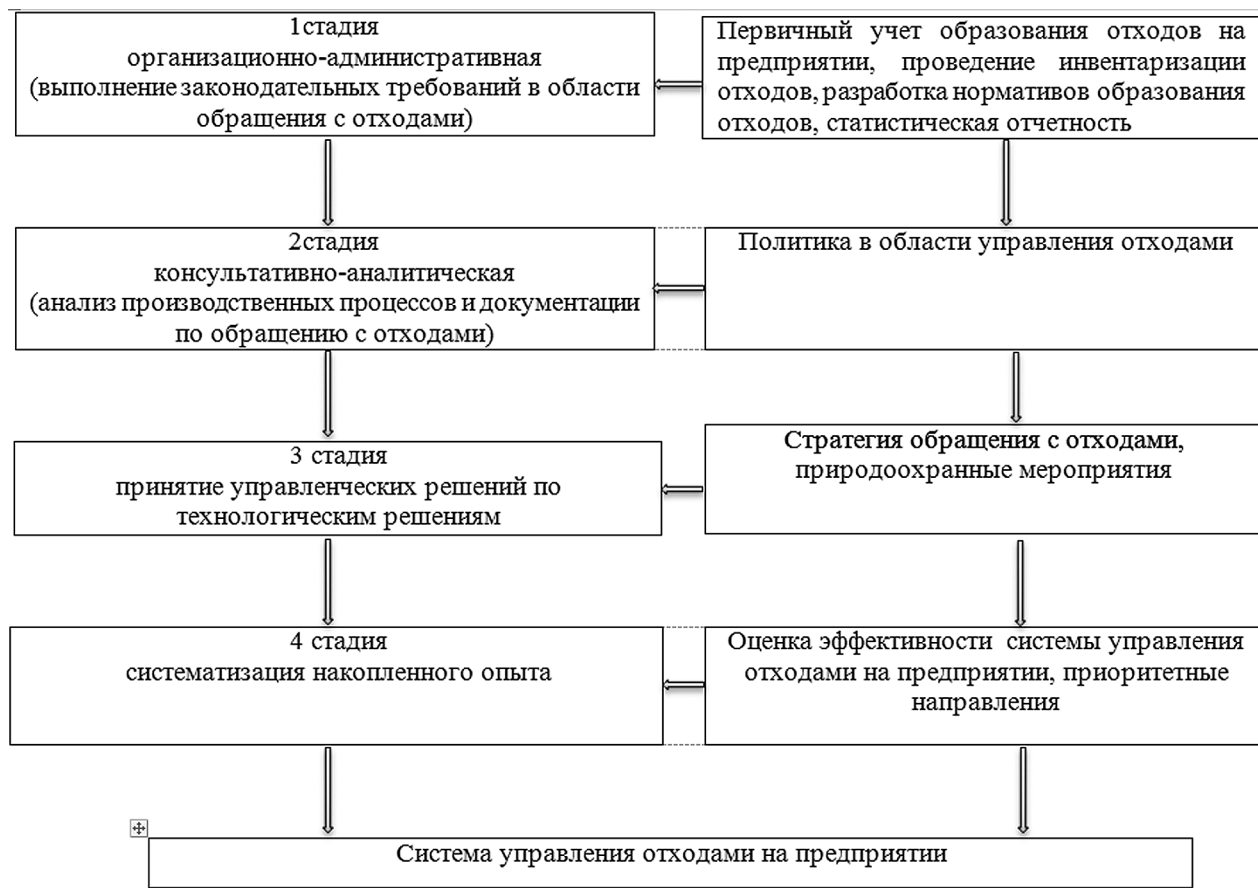 1стадия
организационно-административная
(выполнение законодательных требований в области
обращения с отходами)
Первичный учет образования отходов на
предприятии, проведение инвентаризации
отходов, разработка нормативов образования
отходов, статистическая отчетность
2стадия
консультативно-аналитическая
(анализ производственных процессов и документации
по обращению с отходами)
Политика в области управления отходами
3 стадия
принятие управленческих решений по
технологическим решениям
Стратегия обращения с отходами,
природоохранные мероприятия
4 стадия
систематизация накопленного опыта
Оценка эффективности системы управления
отходами на предприятии, приоритетные
направления
Система управления отходами на предприятии